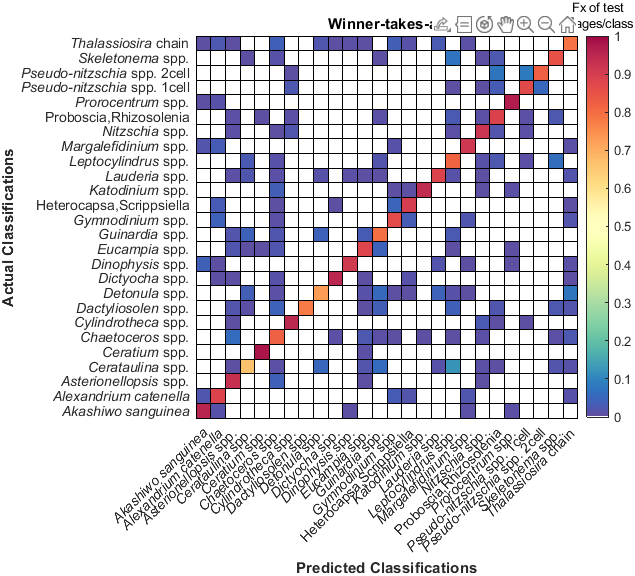 Fx of test
Winner-takes-a
ages/class
Thalassiosira chain
Skeletonema spp.
Pseudo-nitzschia spp. 2cell
Pseudo-nitzschia spp. 1cell
Prorocentrum spp.
Proboscia,Rhizosolenia
Nitzschia spp.
Margalefidinium spp.
Leptocylindrus spp.
Lauderia spp.
Katodinium spp.
Heterocapsa,Scrippsiella
Gymnodinium spp.
Guinardia spp.
Eucampia spp.
Dinophysis spp.
Dictyocha spp.
Detonula spp.
Dactyliosolen spp.
Cylindrotheca spp.
Chaetoceros spp.
Ceratium spp.
Cerataulina spp.
Asterionellopsis spp.
Alexandrium catenella
Akashiwo sanguinea
Actual Classifications
1
0.9
0.8
0.7
0.6
0.5
0.4
0.3
0.2
0.1
0
Akashiwo sanguinea
Alexandrium catenella
Asterionellopsis spp
Cerataulina spp
Ceratium spp
Chaetoceros spp
Cylindrotheca spp
Dactyliosolen spp
Detonula spp
Dictyocha spp
Dinophysis spp
Eucampia spp
Guinardia spp
Gymnodinium spp
Heterocapsa,Scrippsiella
Katodinium spp
Lauderia spp
Leptocylindrus spp
Margalefidinium spp
Nitzschia spp
Proboscia,Rhizosolenia
Prorocentrum spp
Pseudo-nitzschia spp. 1cell
Pseudo-nitzschia spp. 2cell
Skeletonema spp
Thalassiosira chain
Predicted Classifications